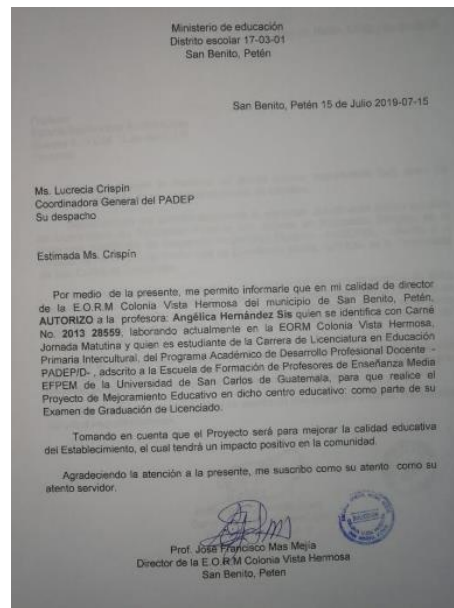 Ministerio de educación
Distrito escolar 17-03-01
San Benito, Petén
San Benito, Petén 15 de Julio 2019-07-15
Ms. Lucrecia Crispín
Coordinadora General del PADEP
Su despacho
Estimada Ms. Crispín
Por medio de la presente, me permito informarle que en mi calidad de director
de la E.O.R.M Colonia Vista Hermosa del municipio de San Benito, Petén,
AUTORIZO a la profesora: Angélica Hernández Sis quien se identifica con Carné
No. 2013 28559, laborando actualmente en la EORM Colonia Vista Hermosa,
Jornada Matutina y quien es estudiante de la Carrera de Licenciatura en Educación
Primaria Intercultural, del Programa Académico de Desarrollo Profesional Docente -
PADEP/D- , adscrito a la Escuela de Formación de Profesores de Enseñanza Media
EFPEM de la Universidad de San Carlos de Guatemala, para que realice el
Proyecto de Mejoramiento Educativo en dicho centro educativo: como parte de su
Examen de Graduación de Licenciado.
Tomando en cuenta que el Proyecto será para mejorar la calidad educativa
del Establecimiento, el cual tendrá un impacto positivo en la comunidad.
Agradeciendo la atención a la presente, me suscribo como su atento como su
atento servidor.
Prof. José Francisco Mas Mejía
Director de la E.O.R.M Colonia Vista Hermosa
San Benito, Peten